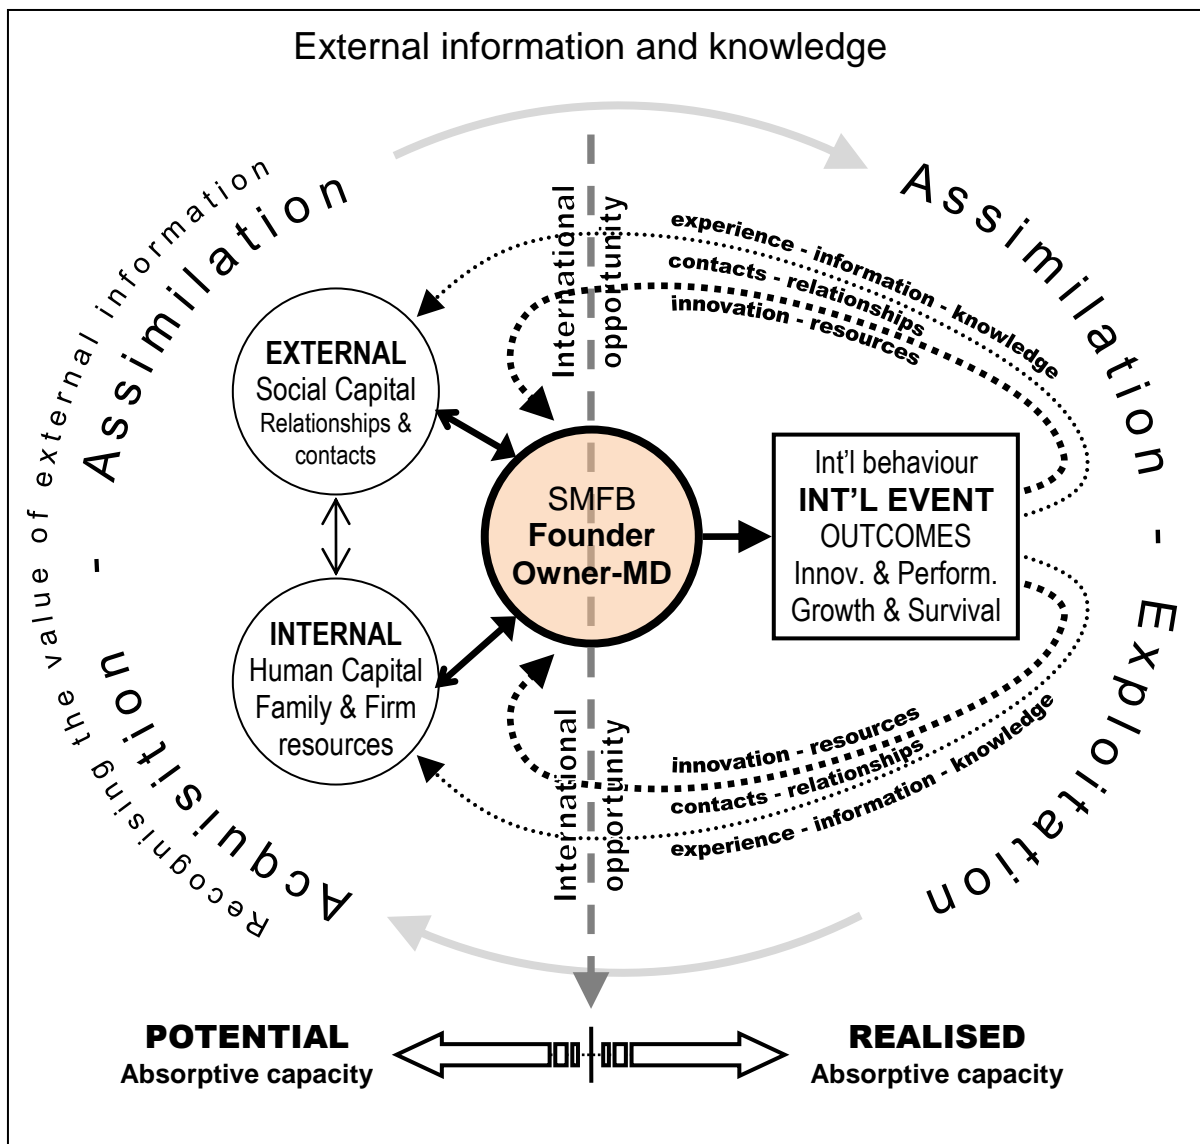 External information and knowledge
Recognising the value of external information
Acquisition - Assimilation
Assimilation - Exploitation
International
opportunity
experience - information - knowledge
contacts - relationships
innovation - resources
EXTERNAL
Social Capital
Relationships &
contacts
SMFB
Founder
Owner-MD
Int'l behaviour
INT'L EVENT
OUTCOMES
Innov. & Perform.
Growth & Survival
INTERNAL
Human Capital
Family & Firm
resources
International
opportunity
innovation - resources
contacts - relationships
experience - information - knowledge
POTENTIAL
Absorptive capacity
REALISED
Absorptive capacity